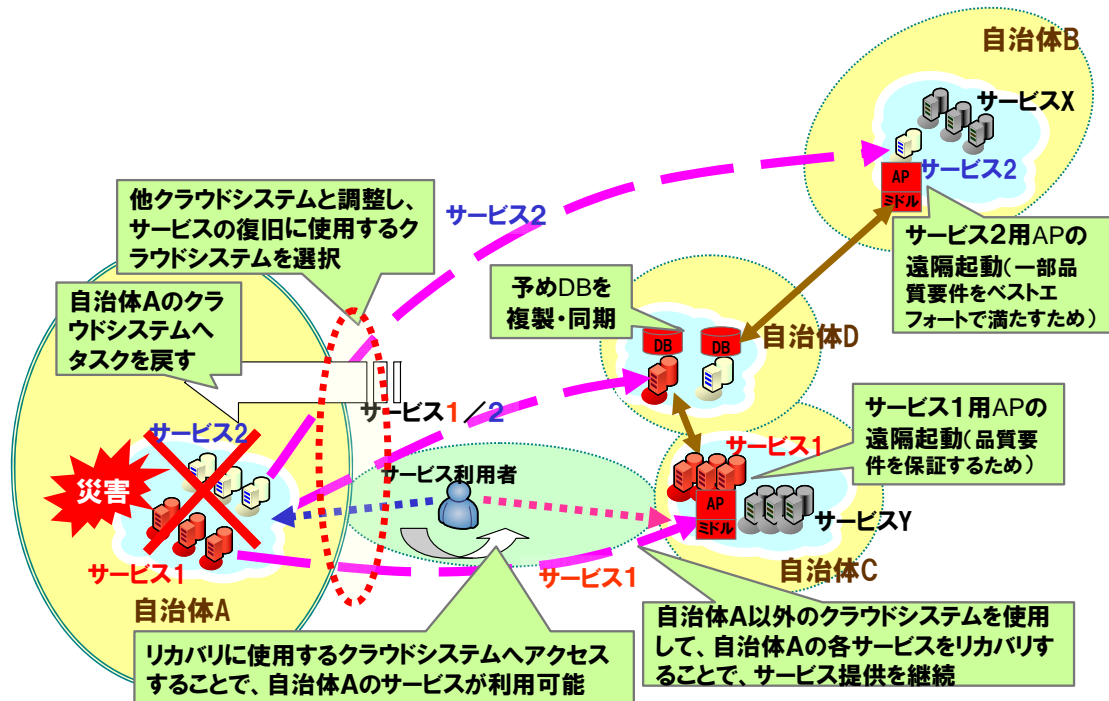 自治体B
サービスX
サービス2
AP
ミドル
サービス2用APの
遠隔起動(一部品
質要件をベストエ
フォートで満たすため)
他クラウドシステムと調整し、
サービスの復旧に使用するク
ラウドシステムを選択
サービス2
自治体Aのクラ
ウドシステムへ
タスクを戻す
予めDBを
複製・同期
DB
DB
自治体D
サービス1/2
サービス1用APの
遠隔起動(品質要
件を保証するため)
サービス2
災害
サービス1
自治体A
サービス利用者
サービス1
サービス1
AP
ミドル
サービスY
自治体C
リカバリに使用するクラウドシステムへアクセス
することで、自治体Aのサービスが利用可能
自治体A以外のクラウドシステムを使用
して、自治体Aの各サービスをリカバリす
ることで、サービス提供を継続